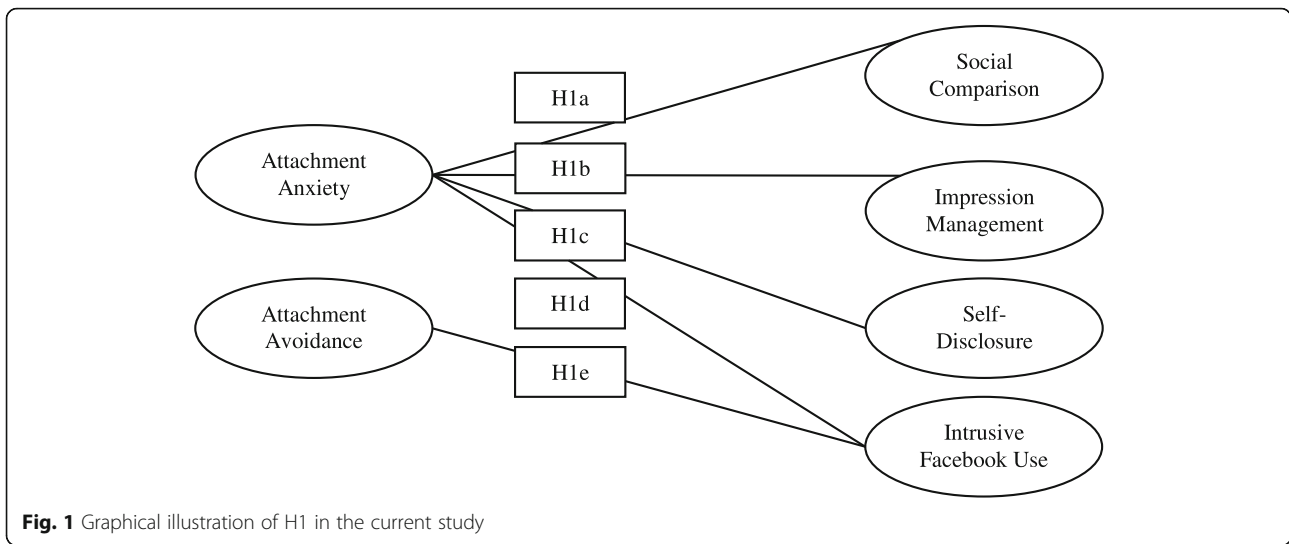 Social
Comparison
H1a
Attachment
Anxiety
H1b
Impression
Management
H1c
H1d
Attachment
Avoidance
Self-
Disclosure
H1e
Intrusive
Facebook Use
Fig. 1 Graphical illustration of H1 in the current study